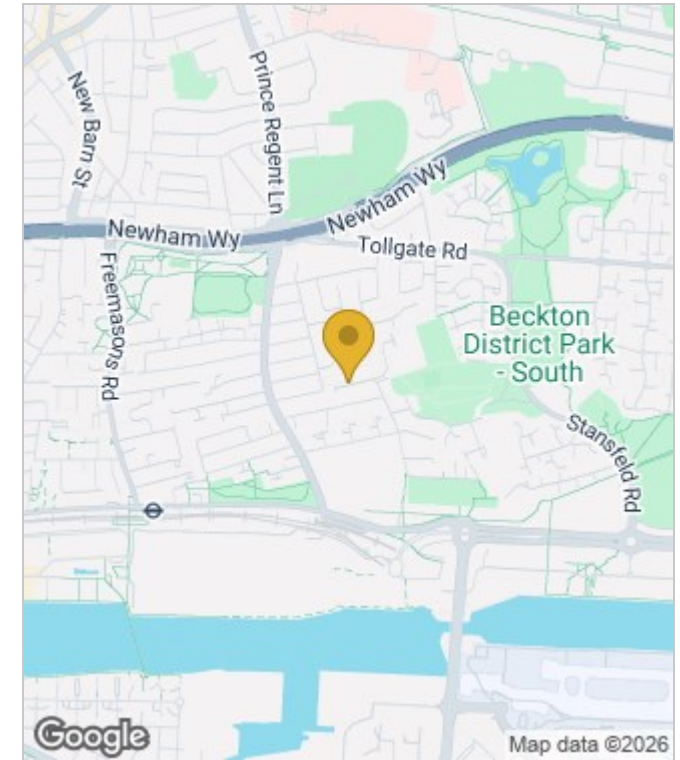 New Barn St
Prince Regent Ln
Newham Wy
Newham Wy
Tollgate Rd
Freemasons Rd
Beckton
District Park
- South
Stansfeld Rd
Google
Map data ©2026